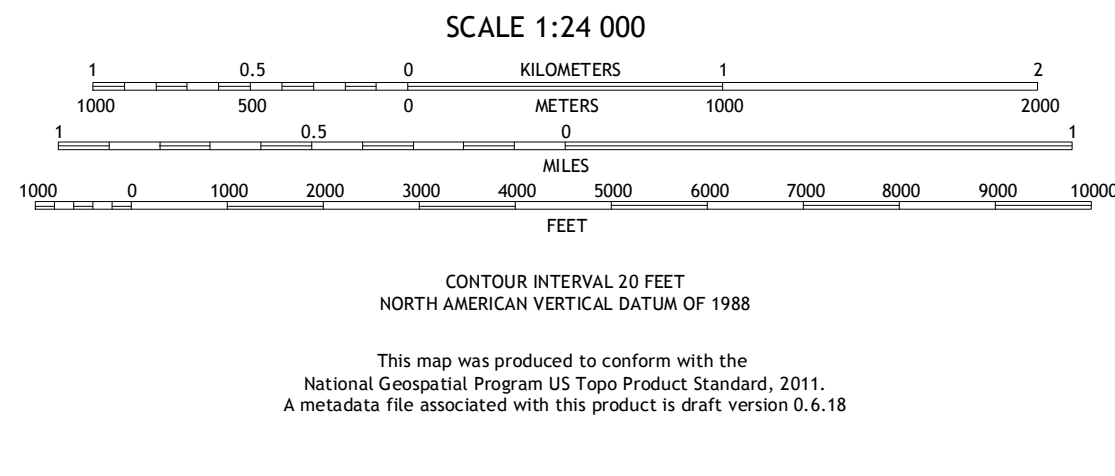 SCALE 1:24 000
1 0.5 0 KILOMETERS 1 2
1000 500 0 METERS 1000 2000
1 0.5 0 1
MILES
1000 0 1000 2000 3000 4000 5000 6000 7000 8000 9000 10000
FEET
CONTOUR INTERVAL 20 FEET
NORTH AMERICAN VERTICAL DATUM OF 1988
This map was produced to conform with the
National Geospatial Program US Topo Product Standard, 2011.
A metadata file associated with this product is draft version 0.6.18